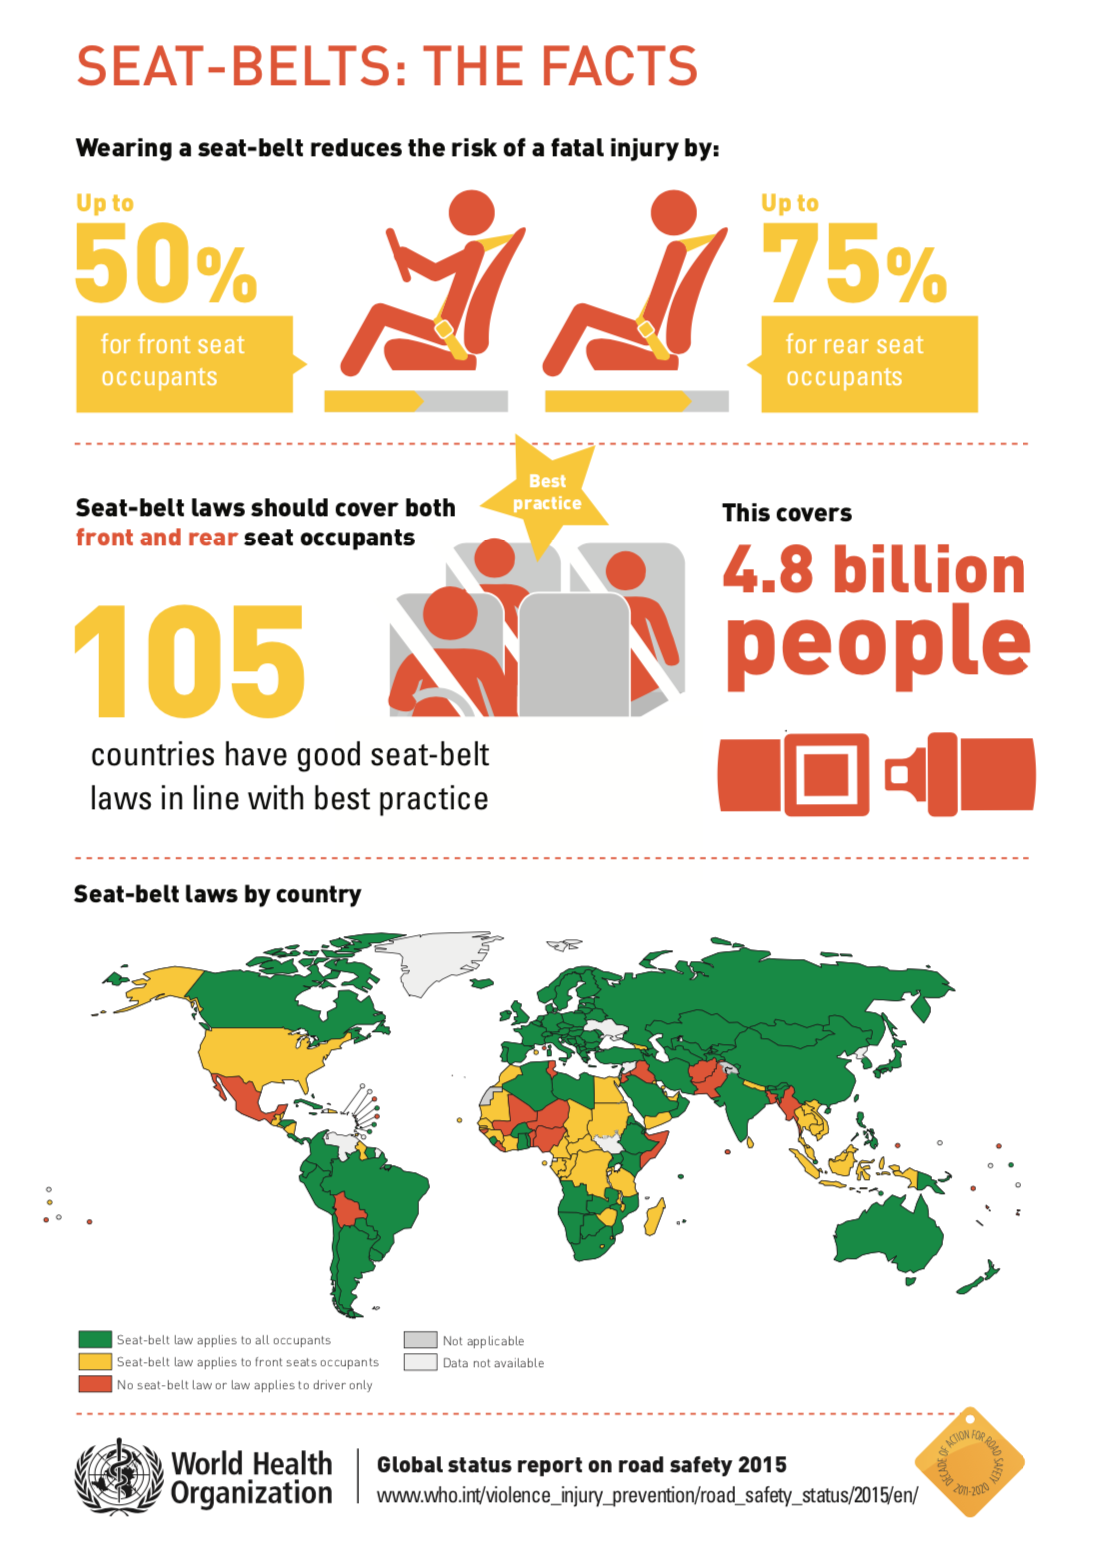 SEAT-BELTS: THE FACTS
Wearing a seat-belt reduces the risk of a fatal injury by:
Up to
50%
for front seat
occupants
Up to
75%
for rear seat
occupants
Best
practice
Seat-belt laws should cover both
front and rear seat occupants
105
countries have good seat-belt
laws in line with best practice
This covers
4.8 billion
people
Seat-belt laws by country
Seat-belt law applies to all occupants
Seat-belt law applies to front seats occupants
No seat-belt law or law applies to driver only
Not applicable
Data not available
World Health
Organization
Global status report on road safety 2015
www.who.int/violence_injury_prevention/road_safety_status/2015/en/
DECADE OF ACTION FOR ROAD SAFETY
2011-2020